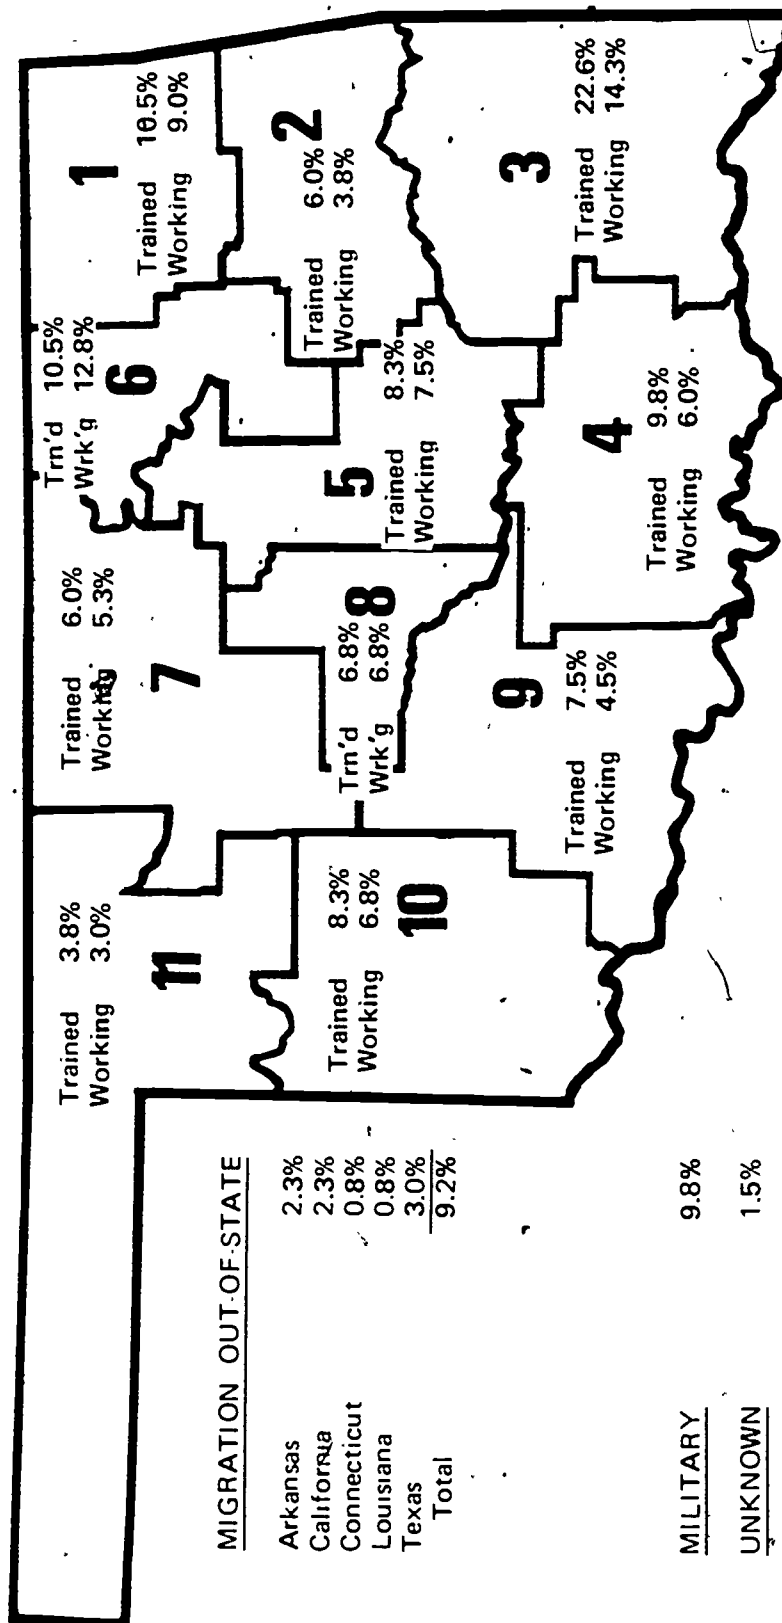 Trained 3.8%
Working 3.0%
11
Trained 6.0%
Working 5.3%
7
Trn'd 10.5%
Wrk'g 12.8%
6
1
Trained 10.5%
Working 9.0%
2
Trained 6.0%
Working 3.8%
8.3%
7.5%
5
Trained
Working
8
6.8%
6.8%
Trn'd
Wrk'g
Trained 8.3%
Working 6.8%
10
9
Trained 7.5%
Working 4.5%
4
Trained 9.8%
Working 6.0%
3
Trained 22.6%
Working 14.3%
MIGRATION OUT-OF-STATE
Arkansas 2.3%
California 2.3%
Connecticut 0.8%
Louisiana 0.8%
Texas 3.0%
Total 9.2%
MILITARY 9.8%
UNKNOWN 1.5%